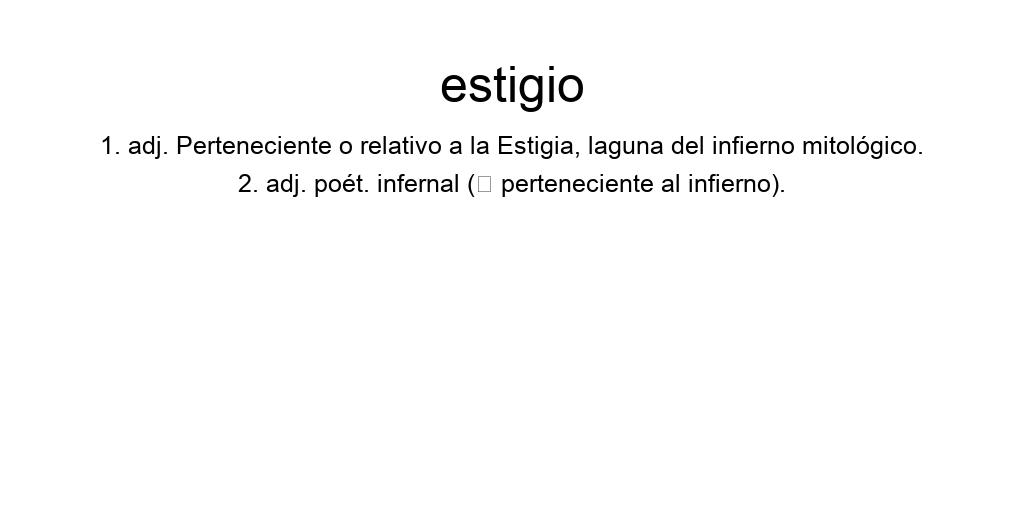 estigio
1. adj. Perteneciente o relativo a la Estigia, laguna del infierno mitológico.
2. adj. poét. infernal (□ perteneciente al infierno).